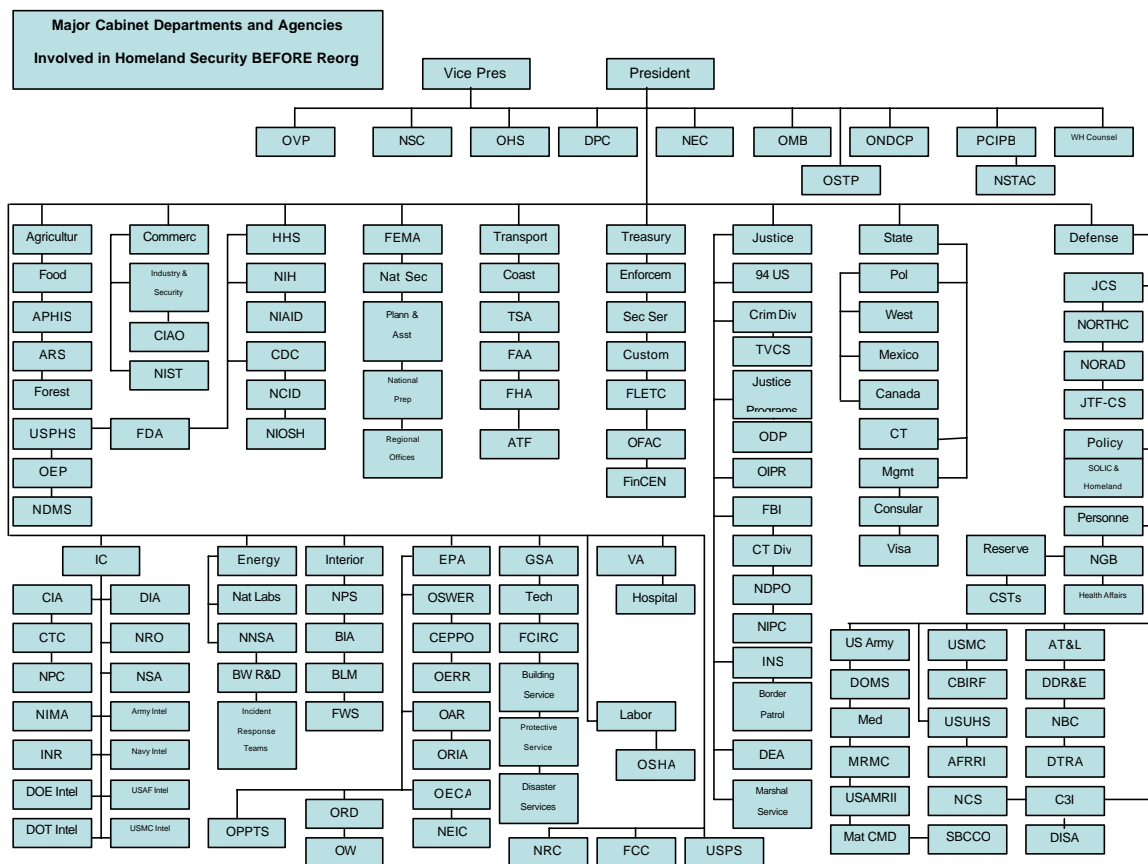 Major Cabinet Departments and Agencies
Involved in Homeland Security BEFORE Reorg
Vice Pres
President
OVP
NSC
OHS
DPC
NEC
OMB
ONDCP
PCIPB
WH Counsel
OSTP
NSTAC
Agricultur
Commerc
HHS
FEMA
Transport
Treasury
Justice
State
Defense
Food
APHIS
ARS
Forest
USPHS
OEP
NDMS
Industry &
Security
CIAO
NIST
FDA
NIH
NIAID
CDC
NCID
NIOSH
Nat Sec
Plann &
Asst
National
Prep
Regional
Offices
Coast
TSA
FAA
FHA
ATF
Enforcem
Sec Ser
Custom
FLETC
OFAC
FinCEN
94 US
Crim Div
TVCS
Justice
Programs
ODP
OIPR
FBI
CT Div
NDPO
NIPC
INS
Border
Patrol
DEA
Marshal
Service
Pol
West
Mexico
Canada
CT
Mgmt
Consular
Visa
JCS
NORTHC
NORAD
JTF-CS
Policy
SOLIC &
Homeland
Personne
Reserve
NGB
CSTs
Health Affairs
IC
CIA
DIA
CTC
NRO
NPC
NSA
NIMA
Army Intel
INR
Navy Intel
DOE Intel
USAF Intel
DOT Intel
USMC Intel
Energy
Nat Labs
NNSA
BW R&D
Incident
Response
Teams
Interior
NPS
BIA
BLM
FWS
EPA
OSWER
CEPPO
OERR
OAR
ORIA
OECA
NEIC
OPPTS
ORD
OW
GSA
Tech
FCIRC
Building
Service
Protective
Service
Disaster
Services
VA
Hospital
Labor
OSHA
NRC
FCC
USPS
US Army
DOMS
Med
MRMC
USAMRII
Mat CMD
USMC
CBIRF
USUHS
AFRRI
NCS
SBCCO
AT&L
DDR&E
NBC
DTRA
C3I
DISA